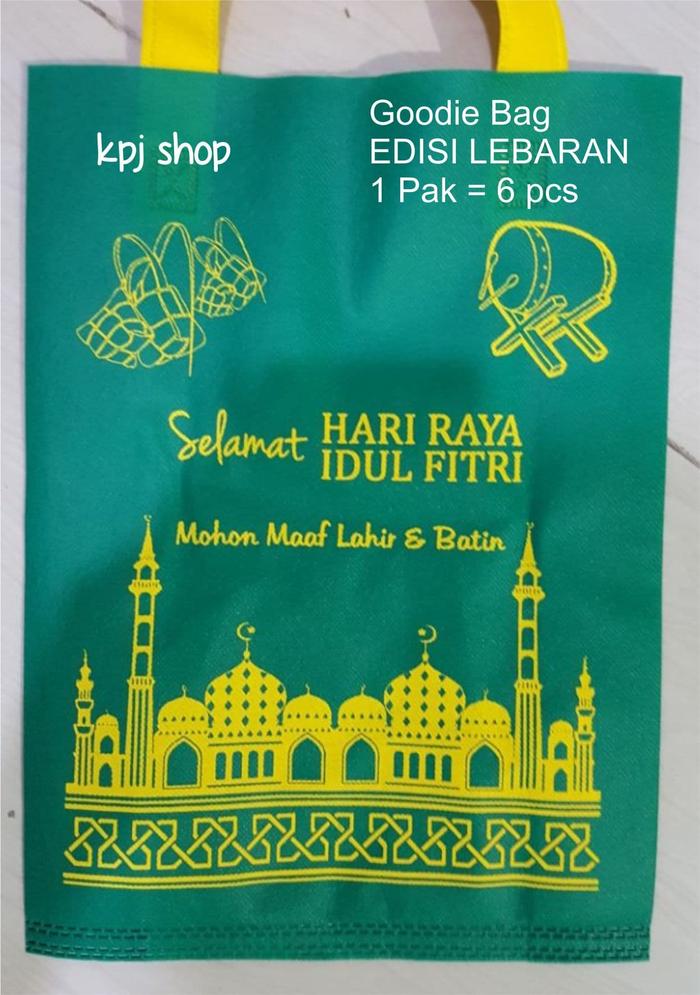 kpj shop
Goodie Bag
EDISI LEBARAN
1 Pak = 6 pcs
Selamat HARI RAYA
IDUL FITRI
Mohon Maaf Lahir & Batin